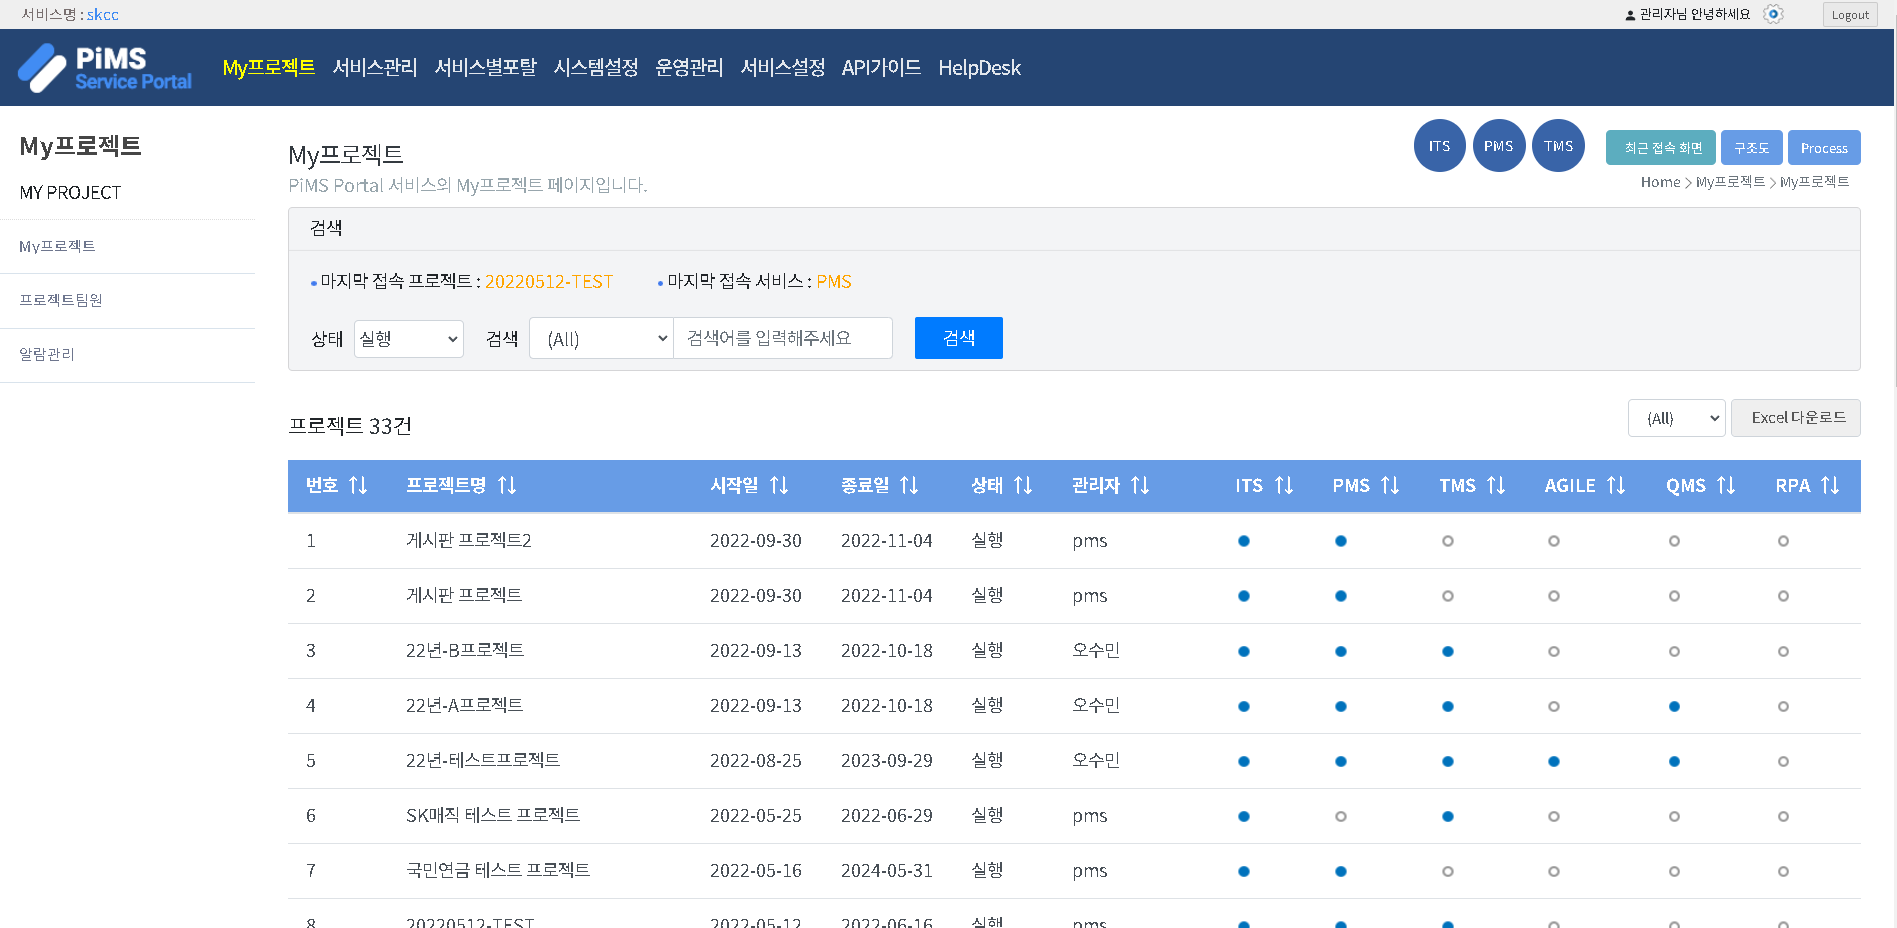 서비스명 : skcc
관리자님 안녕하세요 Logout
PiMS
Service Portal
My프로젝트 서비스관리 서비스별포탈 시스템설정 운영관리 서비스설정 API가이드 HelpDesk
My프로젝트
MY PROJECT
My프로젝트
프로젝트팀원
알람관리
My프로젝트
PiMS Portal 서비스의 My프로젝트 페이지입니다.
ITS PMS TMS 최근 접속 화면 구조도 Process
Home > My프로젝트 > My프로젝트
검색
마지막 접속 프로젝트 : 20220512-TEST 마지막 접속 서비스 : PMS
상태 실행 검색 (All) 검색어를 입력해주세요 검색
프로젝트 33건 (All) Excel 다운로드
번호 프로젝트명 시작일 종료일 상태 관리자 ITS PMS TMS AGILE QMS RPA
1 게시판 프로젝트2 2022-09-30 2022-11-04 실행 pms
2 게시판 프로젝트 2022-09-30 2022-11-04 실행 pms
3 22년-B프로젝트 2022-09-13 2022-10-18 실행 오수민
4 22년-A프로젝트 2022-09-13 2022-10-18 실행 오수민
5 22년-테스트프로젝트 2022-08-25 2023-09-29 실행 오수민
6 SK매직 테스트 프로젝트 2022-05-25 2022-06-29 실행 pms
7 국민연금 테스트 프로젝트 2022-05-16 2024-05-31 실행 pms
8 20220512-TEST 2022-05-12 2022-06-16 실행 pms